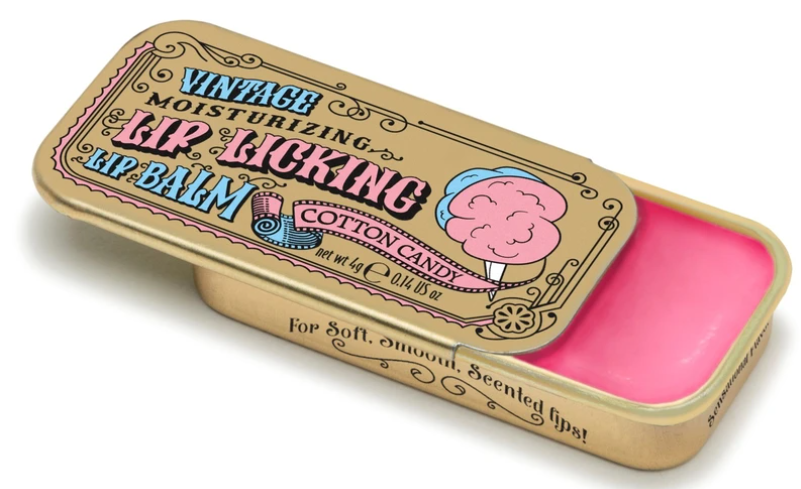 VINTAGE
MOISTURIZING
LIP LICKING
LIP BALM
COTTON CANDY
net wt 4g ℮ 0.14 US oz
For Soft, Smooth, Scented lips!